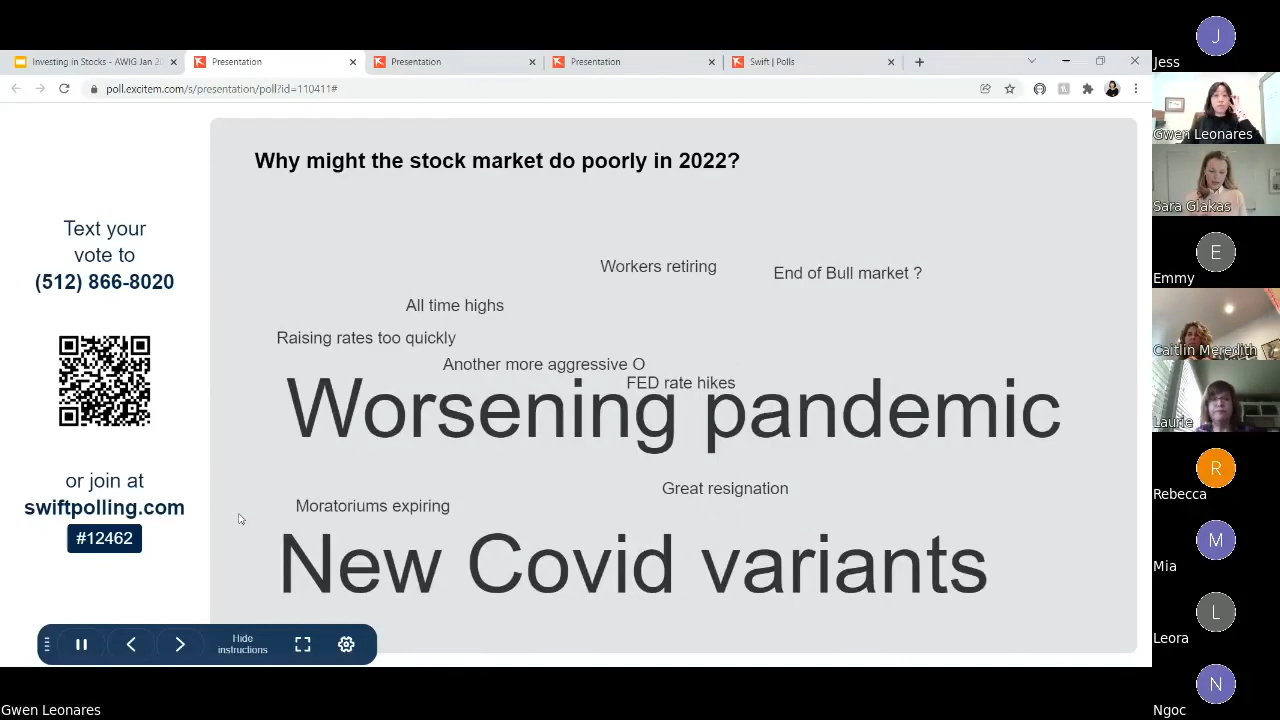 Investing in Stocks - AWIG Jan 20
Presentation
Presentation
Presentation
Swift | Polls
poll.excitem.com/s/presentation/poll?id=110411#
Why might the stock market do poorly in 2022?
Text your
vote to
(512) 866-8020
or join at
swiftpolling.com
#12462
Workers retiring
End of Bull market ?
All time highs
Raising rates too quickly
Another more aggressive O
FED rate hikes
Worsening pandemic
Great resignation
Moratoriums expiring
New Covid variants
Hide
instructions
J
Jess
Gwen Leonares
Sara Glakas
E
Emmy
Caitlin Meredith
Laurie
R
Rebecca
M
Mia
L
Leora
N
Ngoc
Gwen Leonares